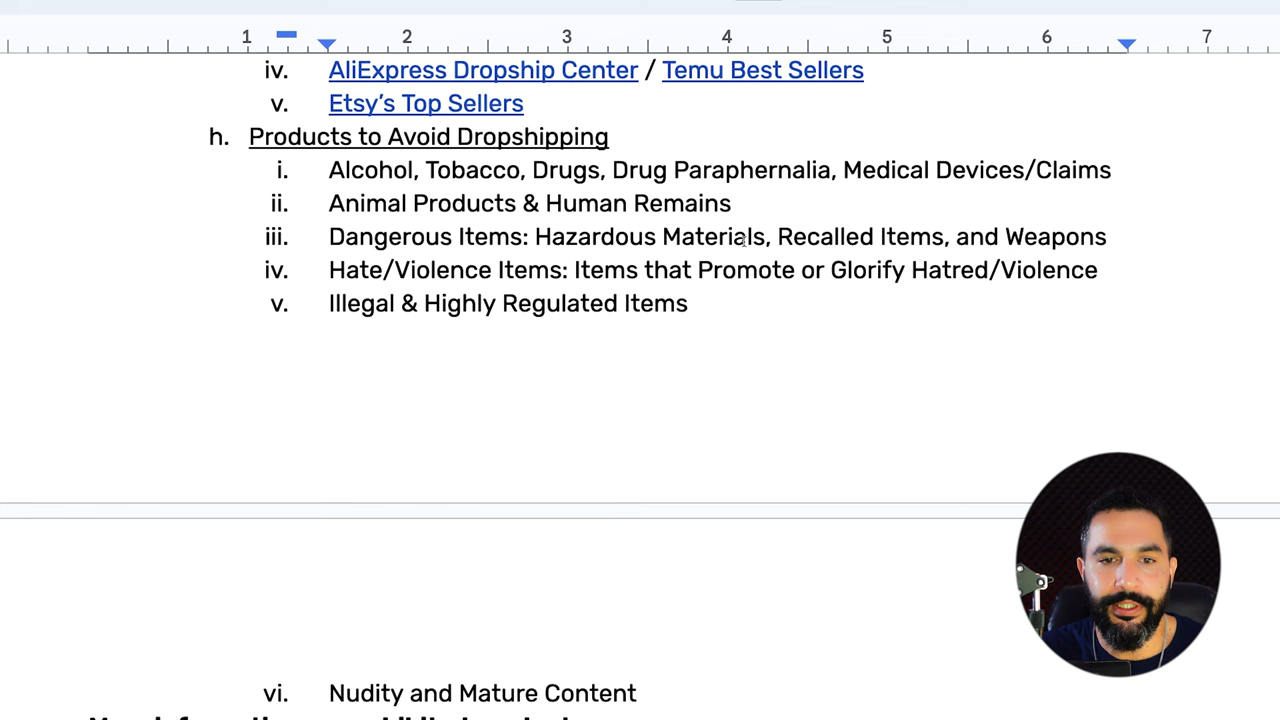 1 2 3 4 5 6 7
iv. AliExpress Dropship Center / Temu Best Sellers
v. Etsy’s Top Sellers
h. Products to Avoid Dropshipping
i. Alcohol, Tobacco, Drugs, Drug Paraphernalia, Medical Devices/Claims
ii. Animal Products & Human Remains
iii. Dangerous Items: Hazardous Materials, Recalled Items, and Weapons
iv. Hate/Violence Items: Items that Promote or Glorify Hatred/Violence
v. Illegal & Highly Regulated Items
vi. Nudity and Mature Content